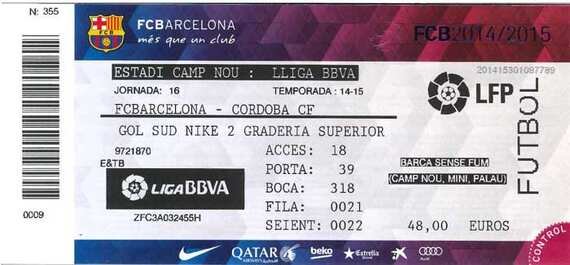 N: 355
FCBARCELONA
més que un club
FCB2014/2015
ESTADI CAMP NOU : LLIGA BBVA
201415301097789
JORNADA: 16
TEMPORADA : 14-15
LFP
FCBARCELONA - CORDOBA CF
GOL SUD NIKE 2 GRADERIA SUPERIOR
9721870
ACCES: 18
E&TB
PORTA: 39
BARCA SENSE FUM
(CAMP NOU, MINI, PALAU)
LIGA BBVA
BOCA: 318
FILA: 0021
0009
ZFC3A032455H
SEIENT: 0022
48,00 EUROS
FUTBOL
CONTROL
QATAR AIRWAYS
beko
Estrella
Audi